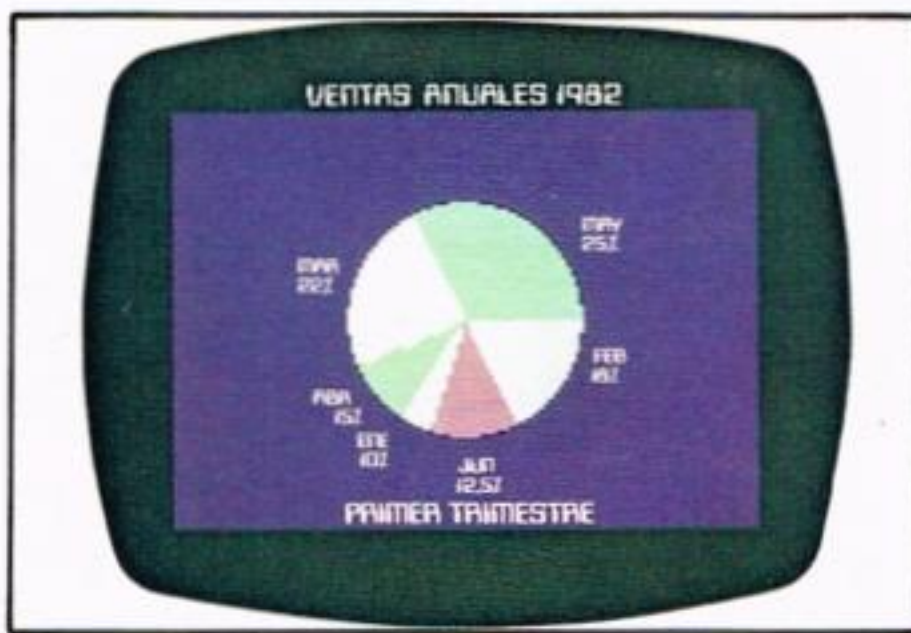 VENTAS ANUALES 1982
MAY
25%
MAR
22%
FEB
18%
ABR
15%
ENE
10%
JUN
12,5%
PRIMER TRIMESTRE